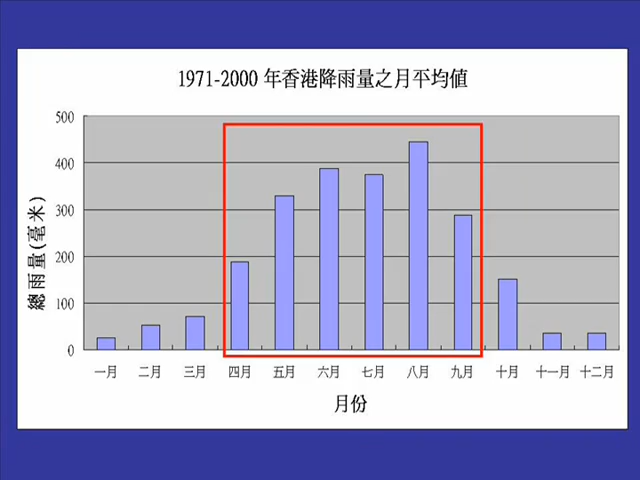 1971-2000 年香港降雨量之月平均值
500
400
300
200
100
0
總雨量(毫米)
一月 二月 三月 四月 五月 六月 七月 八月 九月 十月 十一月 十二月
月份